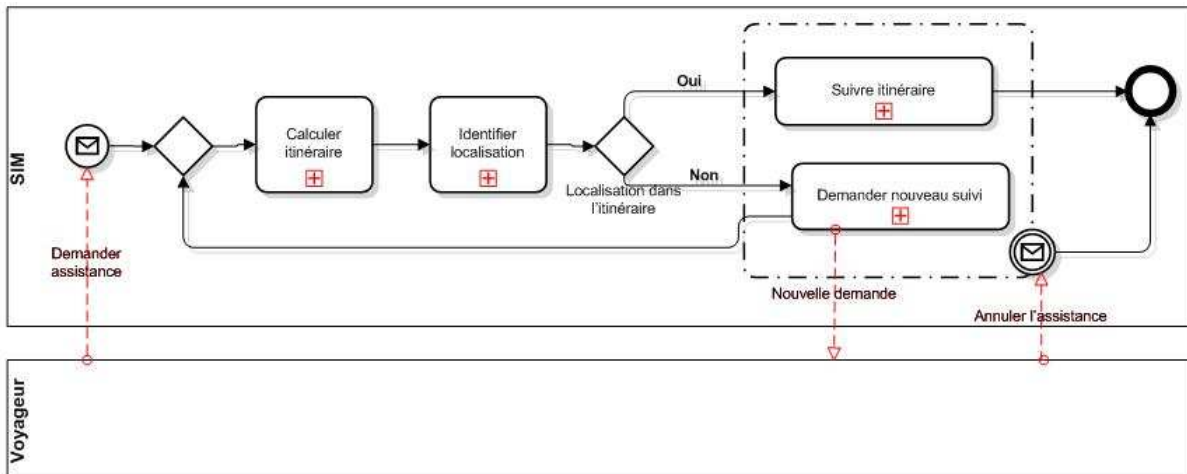 SIM
Demander
assistance
Calculer
itinéraire
Identifier
localisation
Localisation dans
l'itinéraire
Oui
Non
Suivre itinéraire
Demander nouveau suivi
Nouvelle demande
Annuler l'assistance
Voyageur